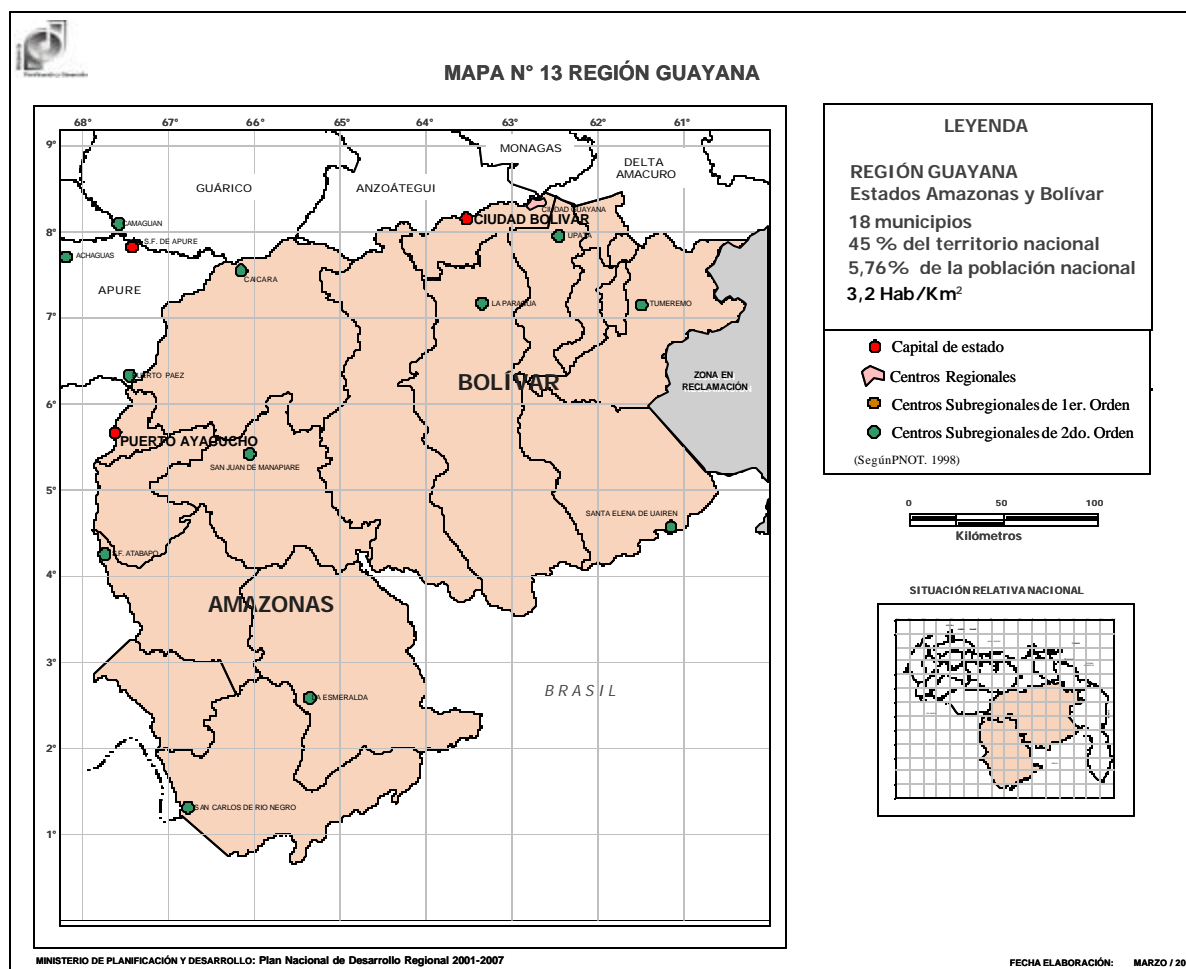 Planificación y Desarrollo
MAPA N° 13 REGIÓN GUAYANA
68° 67° 66° 65° 64° 63° 62° 61°
9°
8°
7°
6°
5°
4°
3°
2°
1°
MONAGAS
DELTA
AMACURO
GUÁRICO
ANZOÁTEGUI
CIUDAD GUAYANA
CIUDAD BOLÍVAR
CAMAGUAN
UPATA
S.F. DE APURE
ACHAGUAS
CAICARA
APURE
LA PARAGUA
TUMEREMO
PUERTO PAEZ
BOLÍVAR
ZONA EN
RECLAMACIÓN
PUERTO AYACUCHO
SAN JUAN DE MANAPIARE
SANTA ELENA DE UAIREN
S.F. ATABAPO
AMAZONAS
LA ESMERALDA
BRASIL
SAN CARLOS DE RIO NEGRO
LEYENDA
REGIÓN GUAYANA
Estados Amazonas y Bolívar
18 municipios
45 % del territorio nacional
5,76% de la población nacional
3,2 Hab/Km²
Capital de estado
Centros Regionales
Centros Subregionales de 1er. Orden
Centros Subregionales de 2do. Orden
(SegúnPNOT. 1998)
0 50 100
Kilómetros
SITUACIÓN RELATIVA NACIONAL
MINISTERIO DE PLANIFICACIÓN Y DESARROLLO: Plan Nacional de Desarrollo Regional 2001-2007
FECHA ELABORACIÓN: MARZO / 20